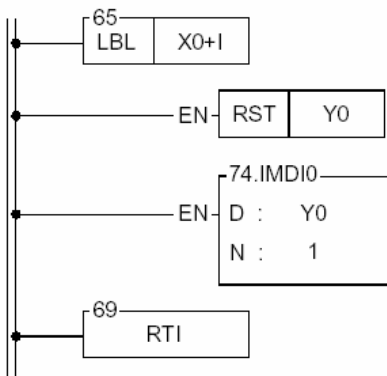 65
LBL X0+I
EN RST Y0
74.IMDI0
EN D : Y0
N : 1
69
RTI